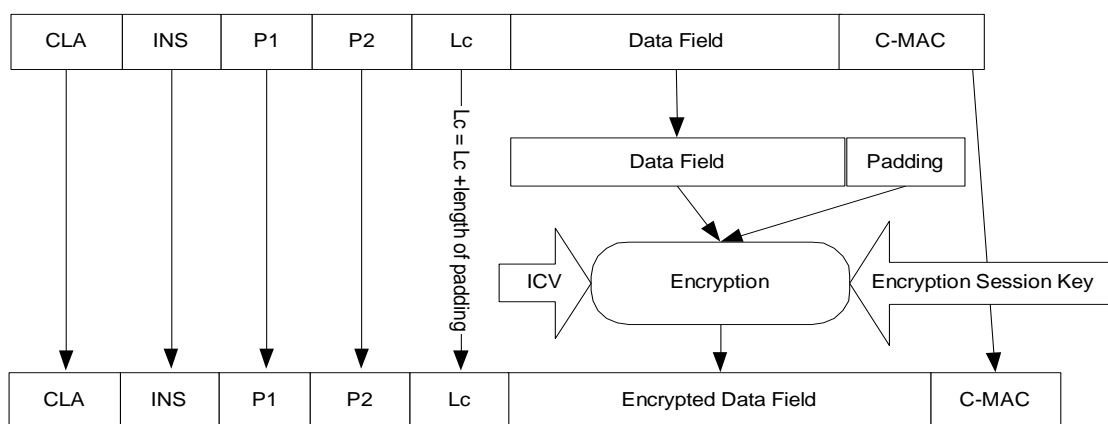 CLA INS P1 P2 Lc Data Field C-MAC
Lc = Lc +length of padding
Data Field Padding
ICV Encryption Encryption Session Key
CLA INS P1 P2 Lc Encrypted Data Field C-MAC